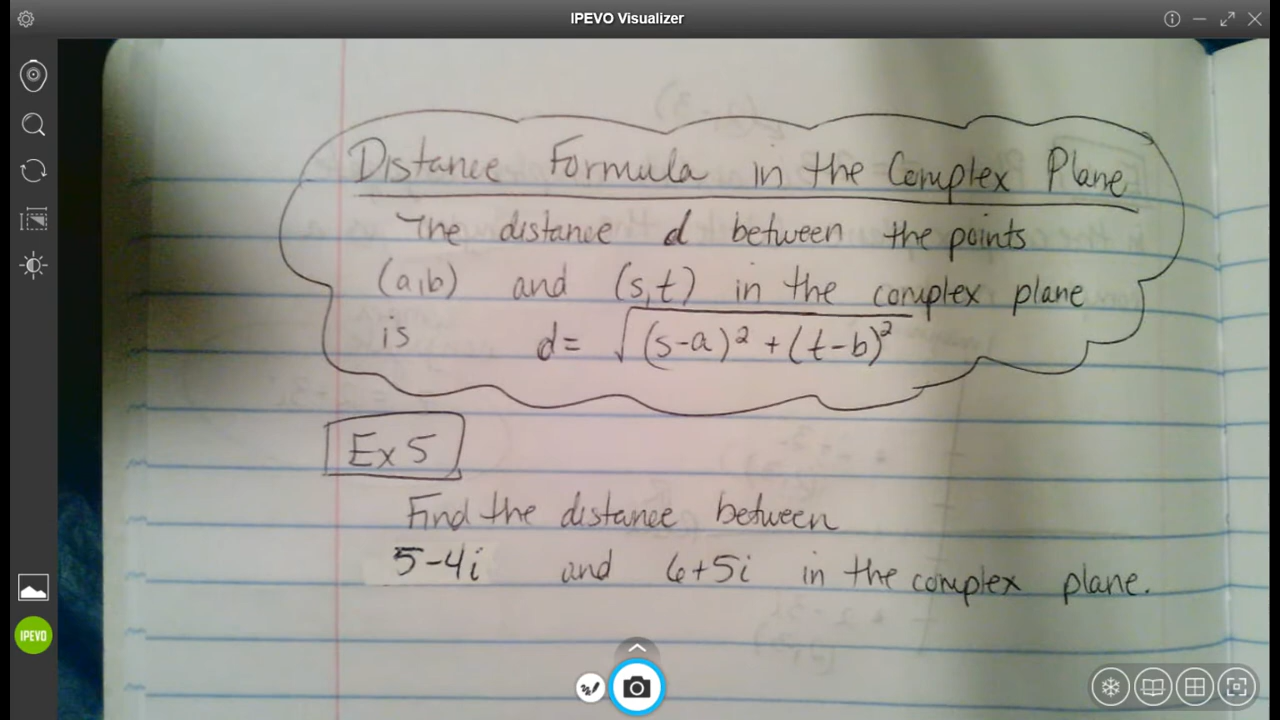 IPEVO Visualizer
Distance Formula in the Complex Plane
The distance d between the points
(a,b) and (s,t) in the complex plane
is d= √(s-a)² + (t-b)²
Ex 5
Find the distance between
5-4i and 6+5i in the complex plane.
IPEVO